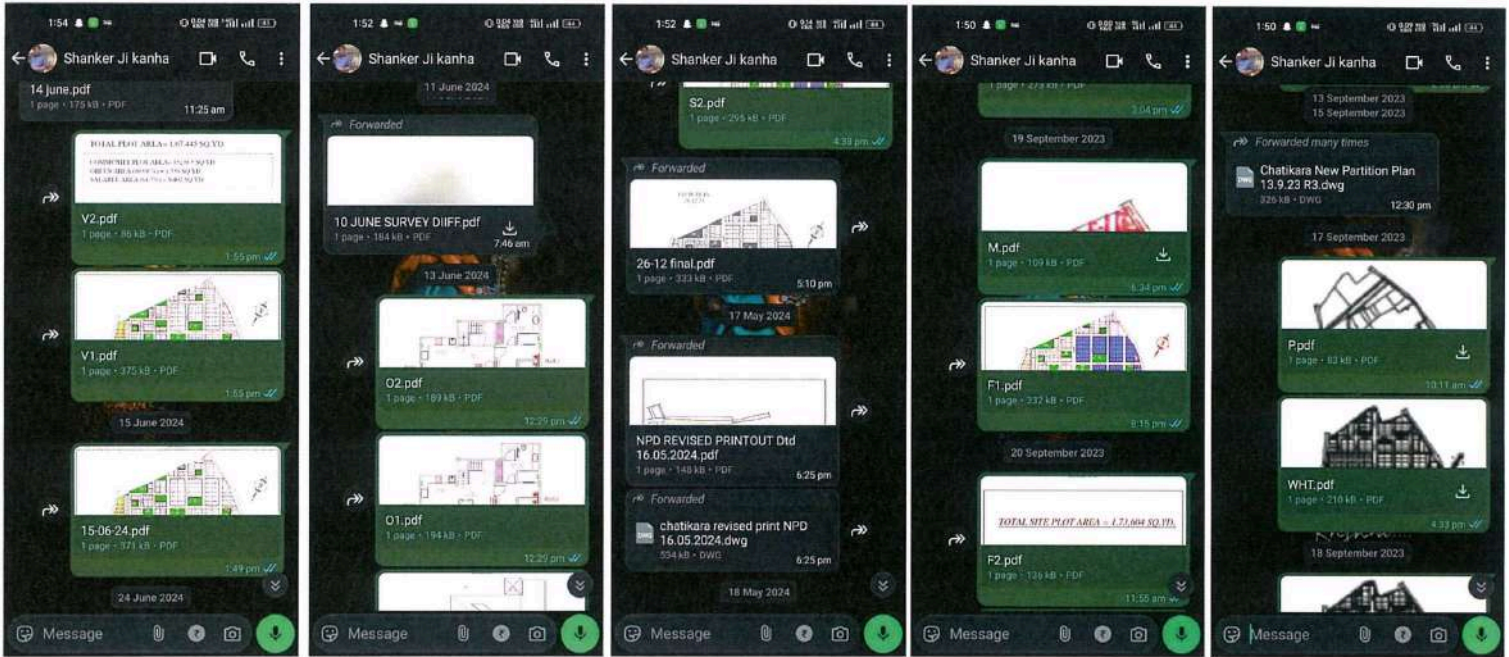 1:54
Shanker Ji kanha
14 june.pdf
1 page • 175 kB • PDF
11:25 am
TOTAL PLOT AREA= 1,67,445 SQ.YD
V2.pdf
1 page • 86 kB • PDF
1:55 pm
V1.pdf
1 page • 375 kB • PDF
1:55 pm
15 June 2024
15-06-24.pdf
1 page • 371 kB • PDF
1:49 pm
24 June 2024
Message
1:52
Shanker Ji kanha
11 June 2024
Forwarded
10 JUNE SURVEY DIIFF.pdf
1 page • 184 kB • PDF
7:46 am
13 June 2024
O2.pdf
1 page • 189 kB • PDF
12:29 pm
O1.pdf
1 page • 194 kB • PDF
12:29 pm
Message
1:52
Shanker Ji kanha
S2.pdf
1 page • 295 kB • PDF
4:33 pm
Forwarded
26-12 final.pdf
1 page • 333 kB • PDF
5:10 pm
17 May 2024
Forwarded
NPD REVISED PRINTOUT Dtd
16.05.2024.pdf
1 page • 148 kB • PDF
6:25 pm
Forwarded
chatikara revised print NPD
16.05.2024.dwg
554 kB • DWG
6:25 pm
18 May 2024
Message
1:50
Shanker Ji kanha
1 page • 273 kB • PDF
3:04 pm
19 September 2023
M.pdf
1 page • 109 kB • PDF
6:34 pm
F1.pdf
1 page • 332 kB • PDF
8:15 pm
20 September 2023
TOTAL SITE PLOT AREA = 1,73,604 SQ.YD.
F2.pdf
1 page • 136 kB • PDF
11:55 am
Message
1:50
Shanker Ji kanha
13 September 2023
15 September 2023
Forwarded many times
Chatikara New Partition Plan
13.9.23 R3.dwg
326 kB • DWG
12:30 pm
17 September 2023
P.pdf
1 page • 83 kB • PDF
10:11 am
WHT.pdf
1 page • 210 kB • PDF
4:33 pm
18 September 2023
Message